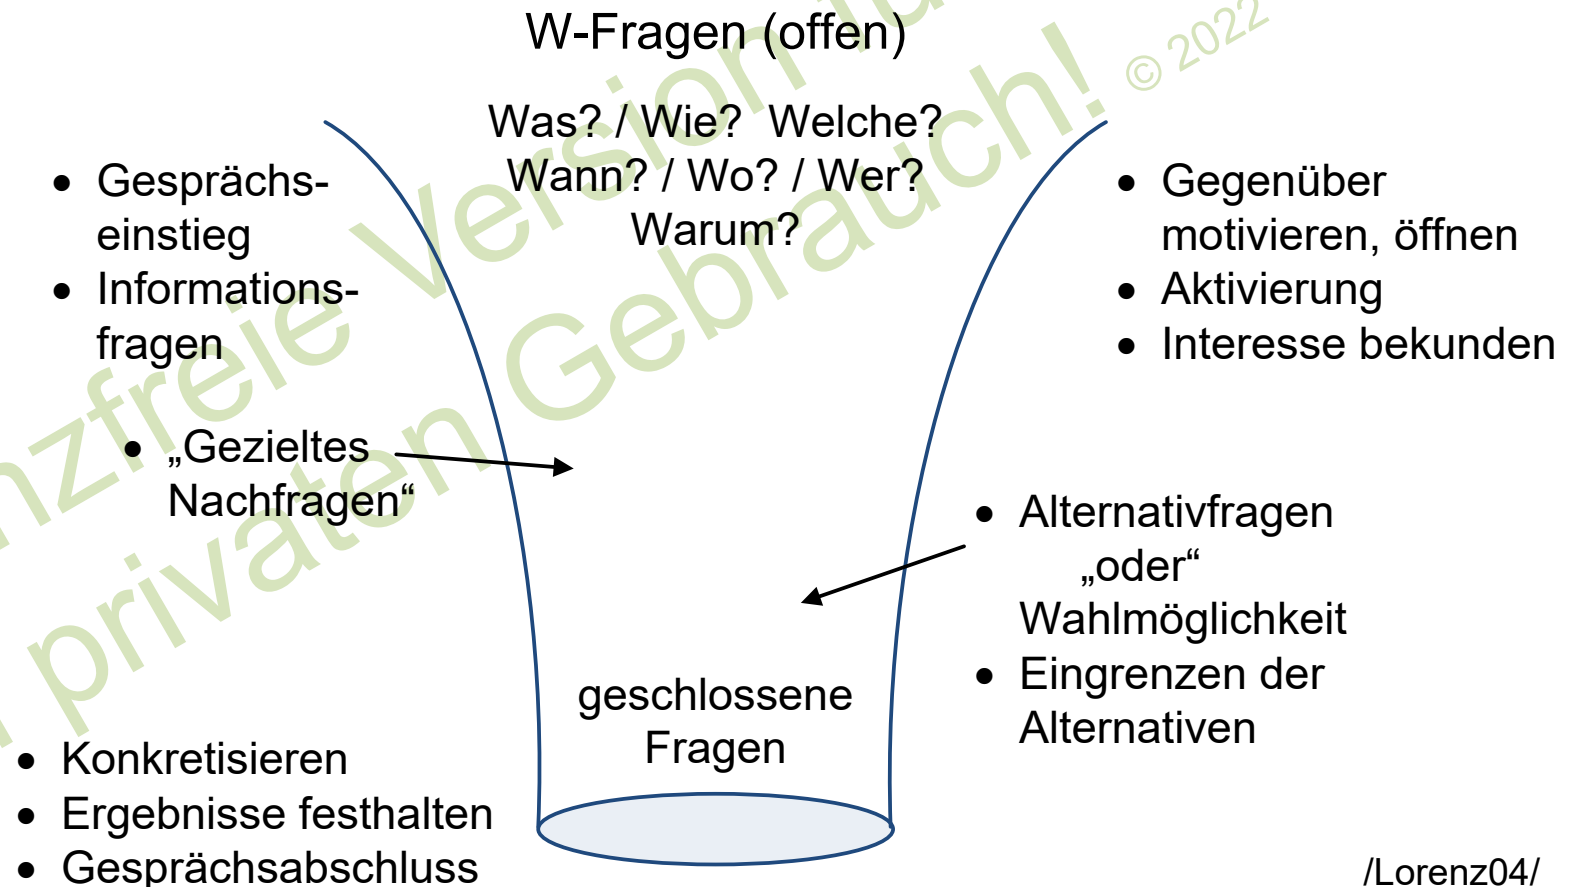 W-Fragen (offen)
© 2022
Was? / Wie?  Welche?
Wann? / Wo? / Wer?
Warum?
• Gesprächs-
einstieg
• Informations-
fragen
• Gegenüber
motivieren, öffnen
• Aktivierung
• Interesse bekunden
• „Gezieltes
Nachfragen“
• Alternativfragen
„oder“
Wahlmöglichkeit
• Eingrenzen der
Alternativen
geschlossene
Fragen
• Konkretisieren
• Ergebnisse festhalten
• Gesprächsabschluss
/Lorenz04/
Version
privaten Gebrauch!